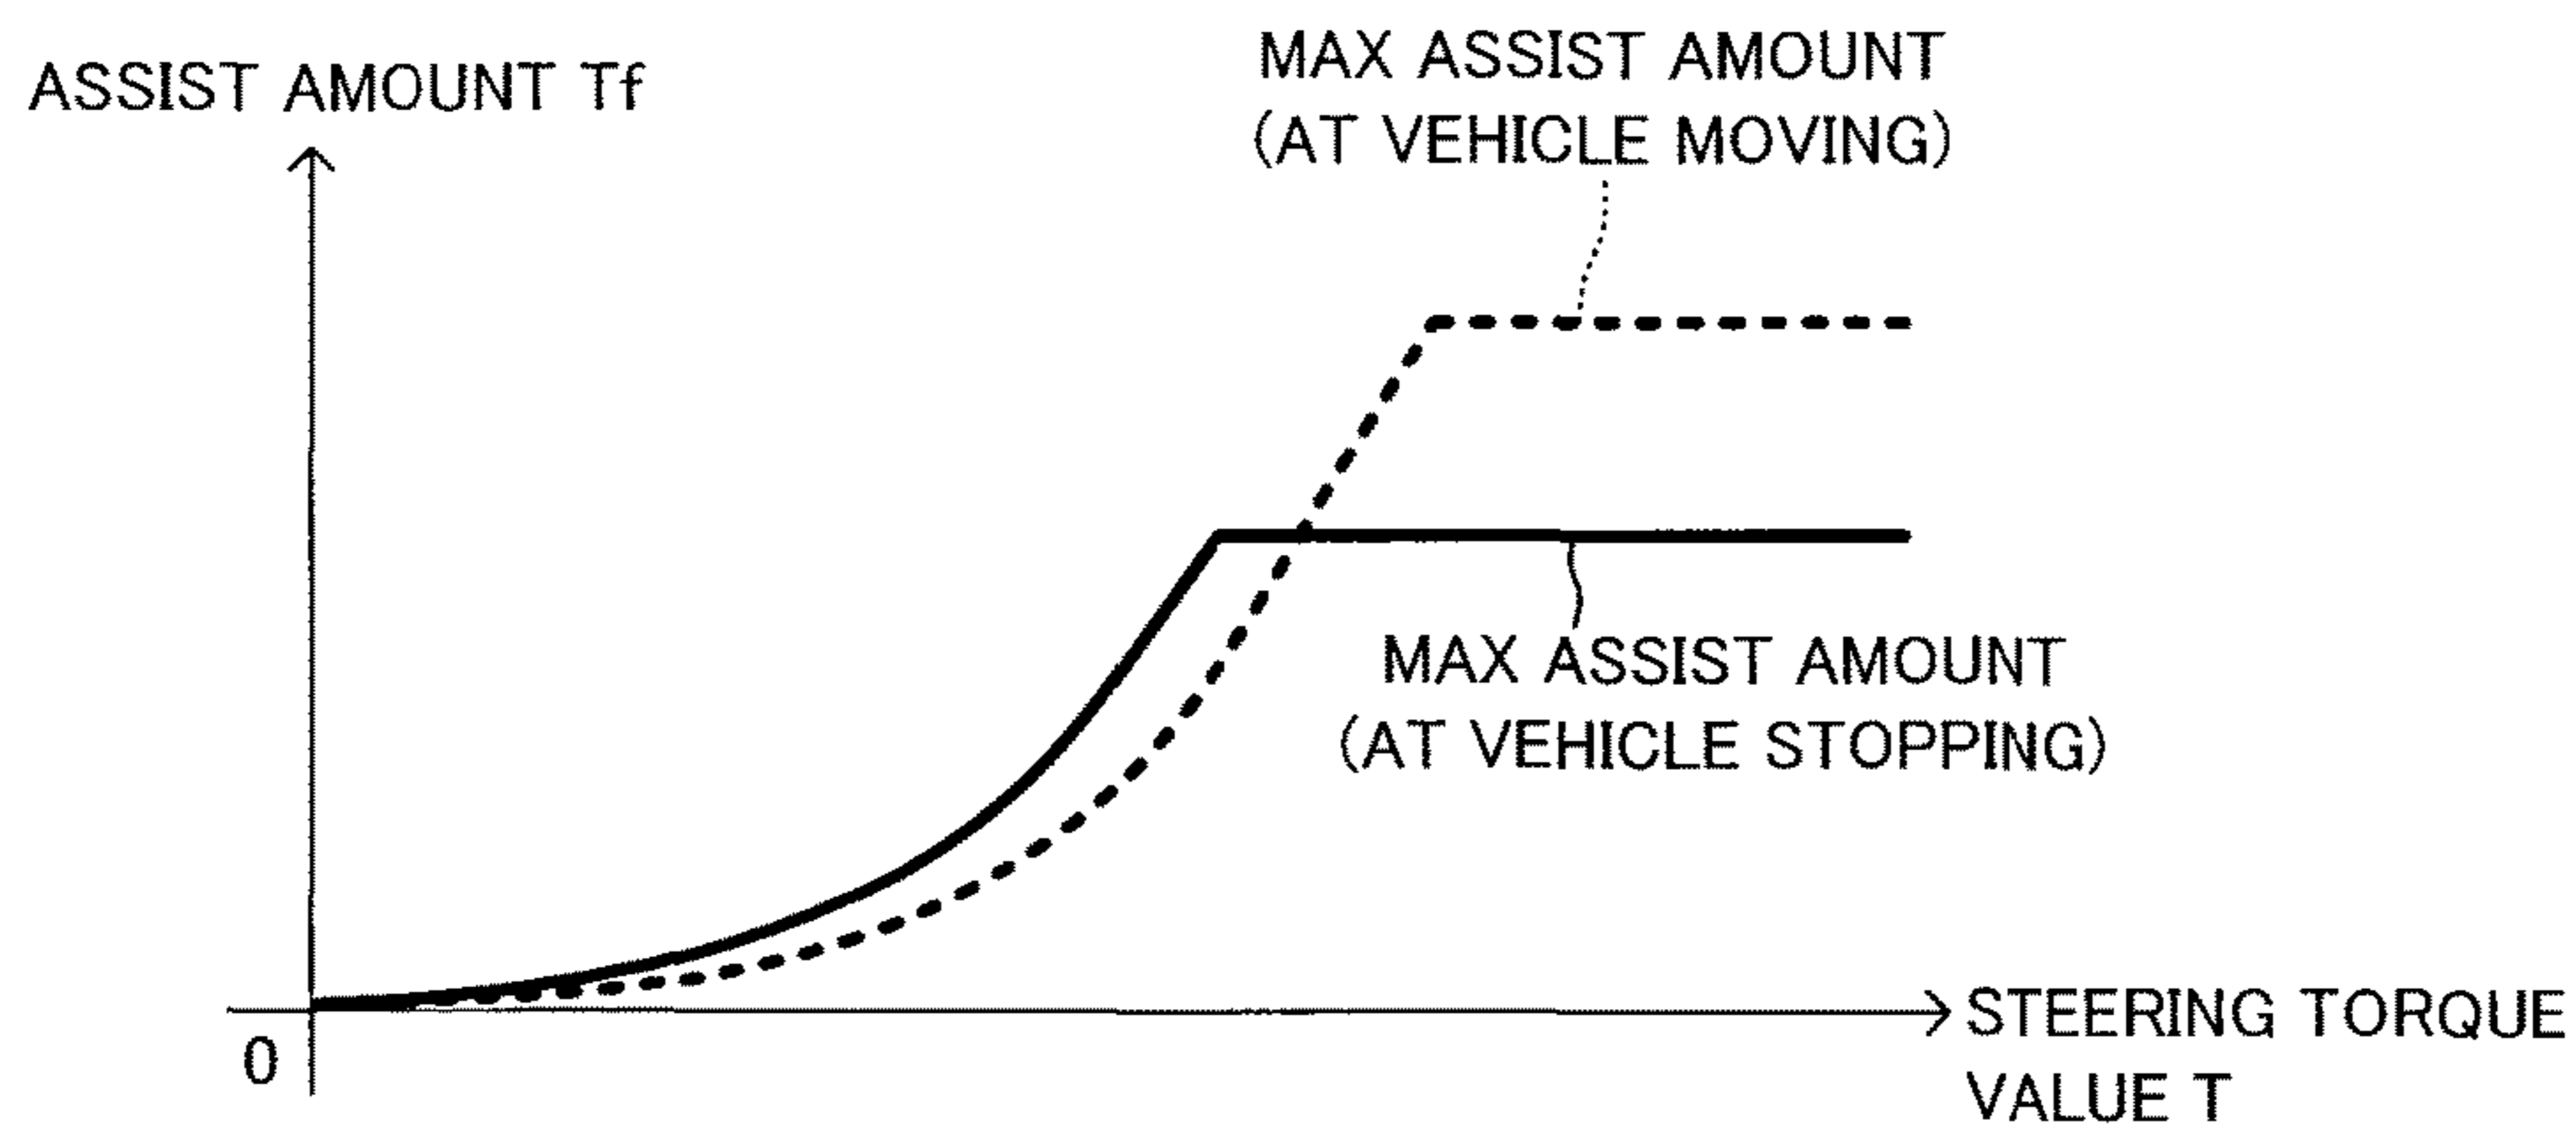 ASSIST AMOUNT Tf
MAX ASSIST AMOUNT
(AT VEHICLE MOVING)
MAX ASSIST AMOUNT
(AT VEHICLE STOPPING)
0
STEERING TORQUE
VALUE T